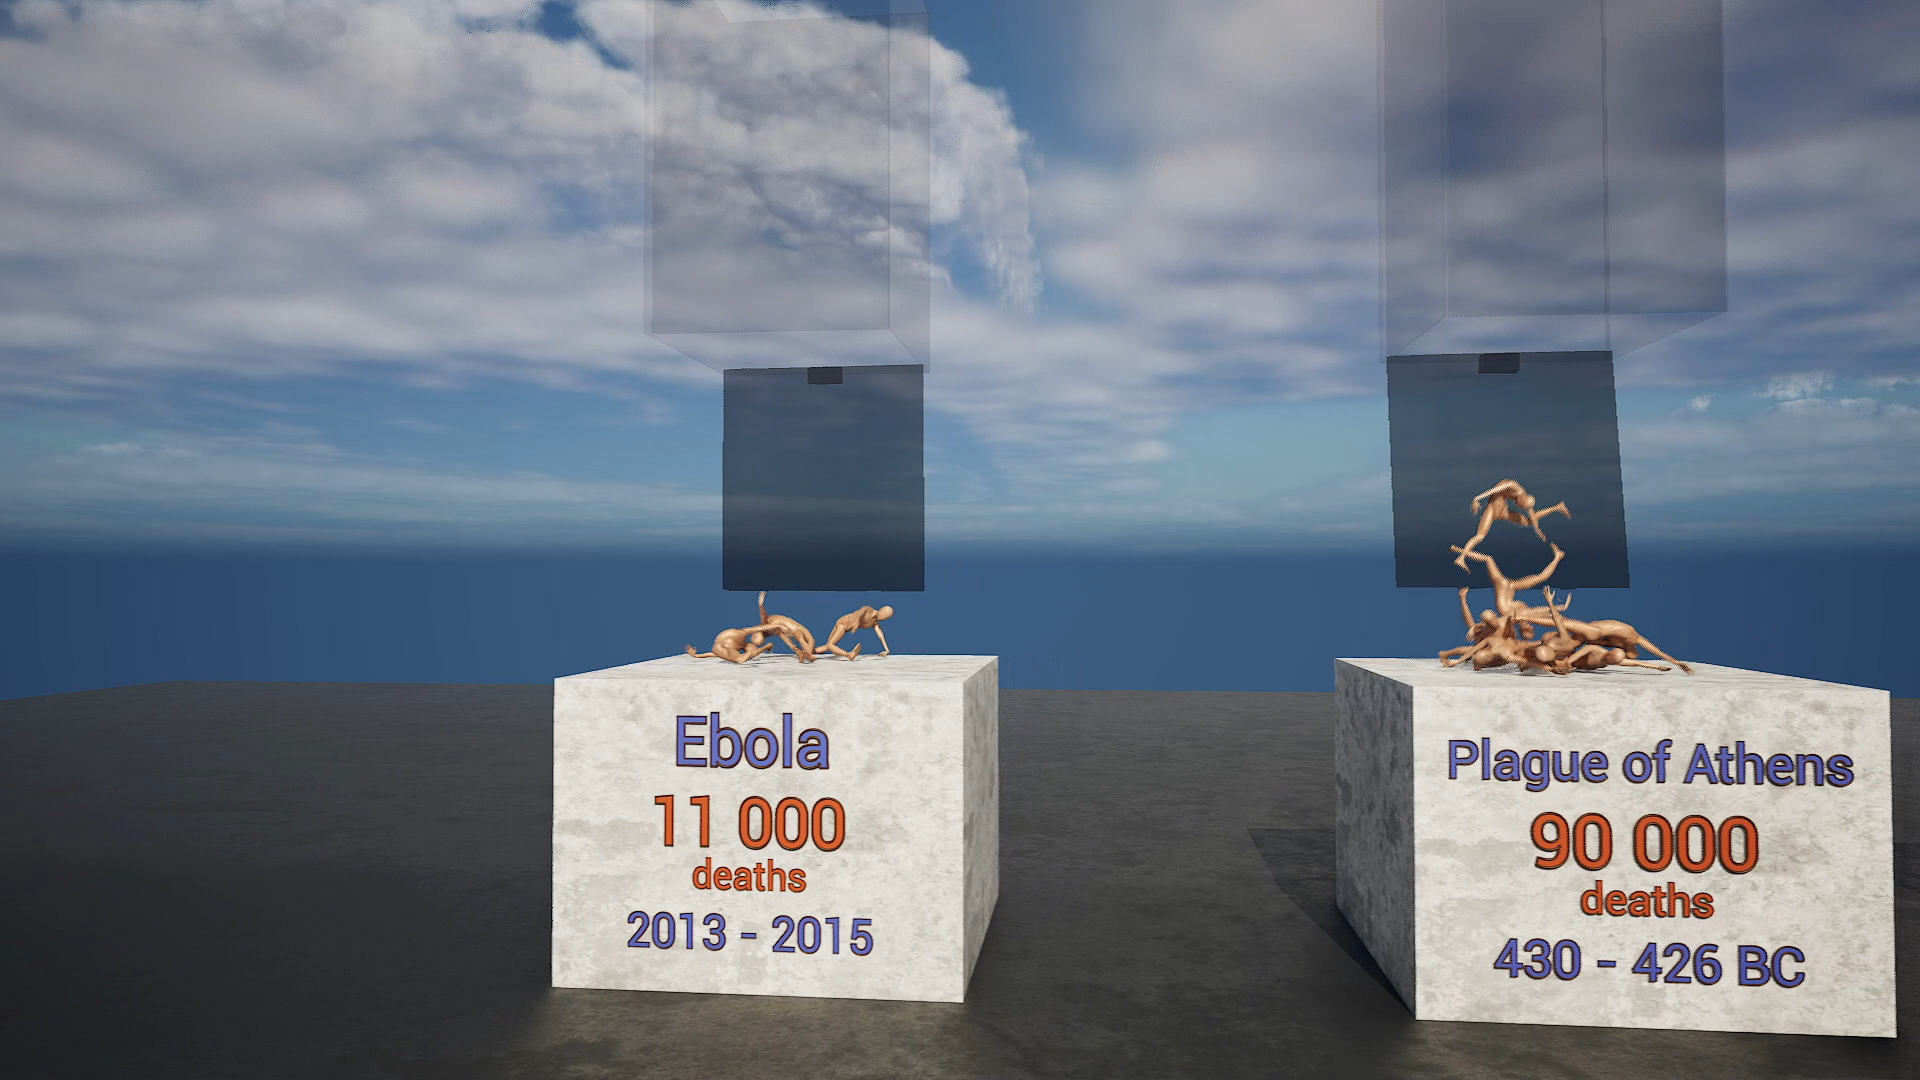 Ebola
11 000
deaths
2013 - 2015
Plague of Athens
90 000
deaths
430 - 426 BC